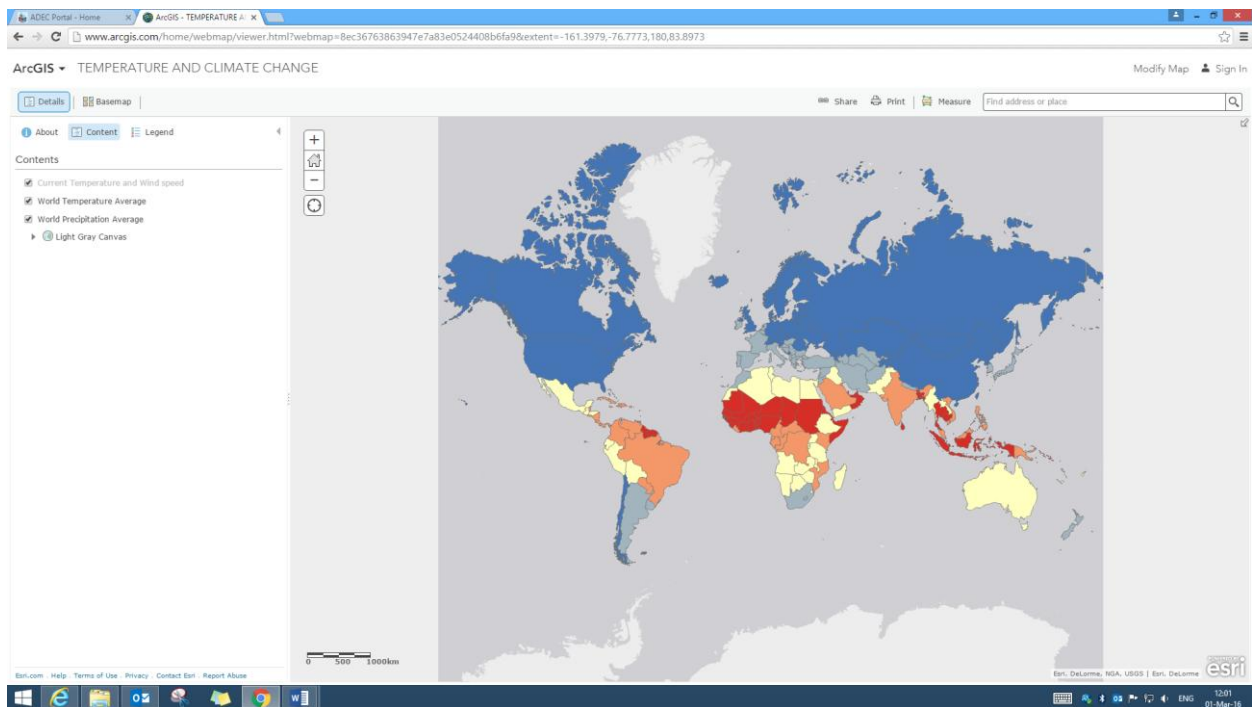 ADEC Portal - Home
ArcGIS - TEMPERATURE A
www.arcgis.com/home/webmap/viewer.html?webmap=8ec36763863947e7a83e0524408b6fa9&extent=-161.3979,-76.7773,180,83.8973
ArcGIS TEMPERATURE AND CLIMATE CHANGE
Modify Map Sign In
Details Basemap
Share Print Measure Find address or place
About Content Legend
Contents
Current Temperature and Wind speed
World Temperature Average
World Precipitation Average
Light Gray Canvas
0 500 1000km
Esri.com . Help . Terms of Use . Privacy . Contact Esri . Report Abuse
Esri, DeLorme, NGA, USGS | Esri, DeLorme
esri
ENG
12:01
01-Mar-16